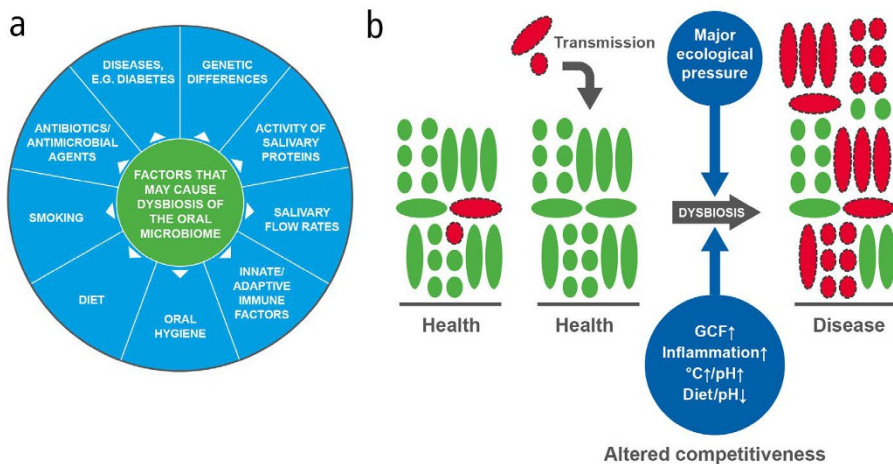 a
DISEASES,
E.G. DIABETES
GENETIC
DIFFERENCES
ACTIVITY OF
SALIVARY
PROTEINS
SALIVARY
FLOW RATES
INNATE/
ADAPTIVE
IMMUNE
FACTORS
ORAL
HYGIENE
DIET
SMOKING
ANTIBIOTICS/
ANTIMICROBIAL
AGENTS
FACTORS THAT
MAY CAUSE
DYSBIOSIS OF
THE ORAL
MICROBIOME
b
Transmission
Major
ecological
pressure
DYSBIOSIS
Health
Health
Disease
GCF↑
Inflammation↑
°C↑/pH↑
Diet/pH↓
Altered competitiveness